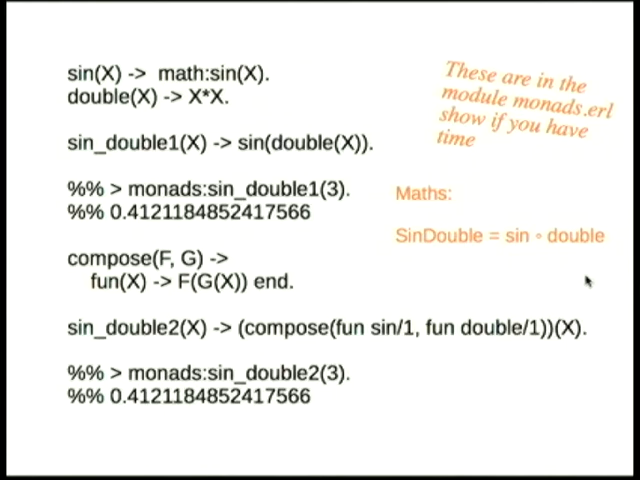 sin(X) -> math:sin(X).
double(X) -> X*X.
These are in the
module monads.erl
show if you have
time
sin_double1(X) -> sin(double(X)).
%% > monads:sin_double1(3).
%% 0.4121184852417566
Maths:
SinDouble = sin ∘ double
compose(F, G) ->
fun(X) -> F(G(X)) end.
sin_double2(X) -> (compose(fun sin/1, fun double/1))(X).
%% > monads:sin_double2(3).
%% 0.4121184852417566